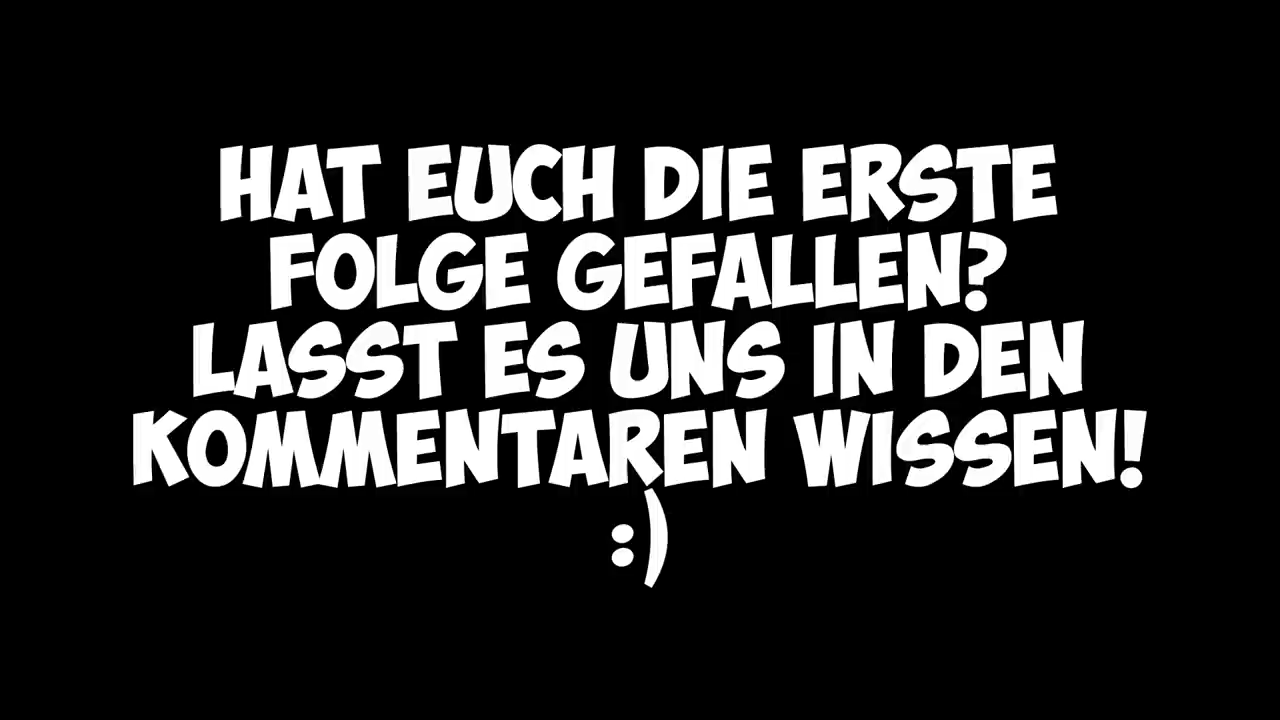 HAT EUCH DIE ERSTE
FOLGE GEFALLEN?
LASST ES UNS IN DEN
KOMMENTAREN WISSEN!
:)